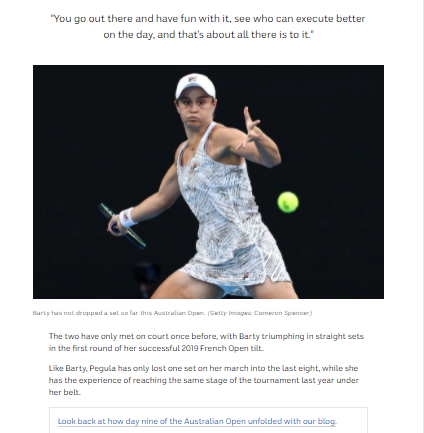 "You go out there and have fun with it, see who can execute better
on the day, and that's about all there is to it."
Barty has not dropped a set so far this Australian Open. (Getty Images: Cameron Spencer)
The two have only met on court once before, with Barty triumphing in straight sets
in the first round of her successful 2019 French Open tilt.
Like Barty, Pegula has only lost one set on her march into the last eight, while she
has the experience of reaching the same stage of the tournament last year under
her belt.
Look back at how day nine of the Australian Open unfolded with our blog.